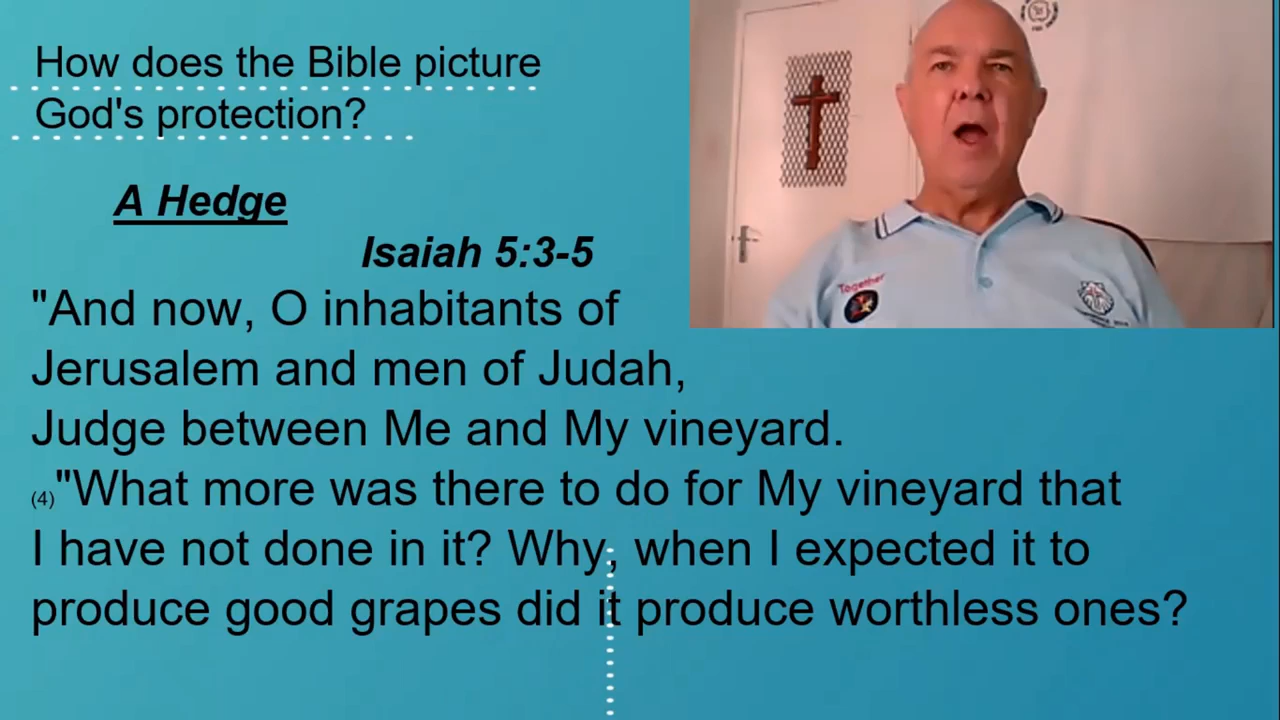 How does the Bible picture
God's protection?
A Hedge
Isaiah 5:3-5
"And now, O inhabitants of
Jerusalem and men of Judah,
Judge between Me and My vineyard.
(4)"What more was there to do for My vineyard that
I have not done in it? Why, when I expected it to
produce good grapes did it produce worthless ones?
Together